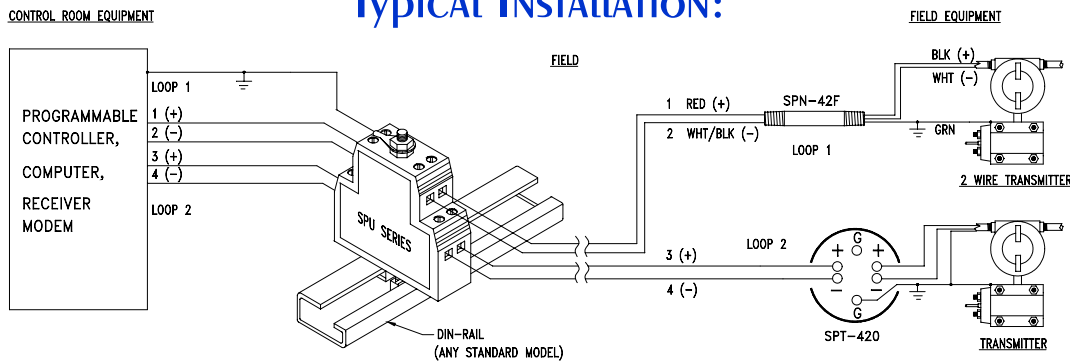 Typical Installation:
CONTROL ROOM EQUIPMENT
FIELD EQUIPMENT
FIELD
PROGRAMMABLE
CONTROLLER,
COMPUTER,
RECEIVER
MODEM
LOOP 1
1 (+)
2 (-)
3 (+)
4 (-)
LOOP 2
SPU SERIES
DIN-RAIL
(ANY STANDARD MODEL)
1 RED (+)
2 WHT/BLK (-)
SPN-42F
LOOP 1
BLK (+)
WHT (-)
GRN
2 WIRE TRANSMITTER
LOOP 2
3 (+)
4 (-)
G
+ +
- -
G
SPT-420
TRANSMITTER